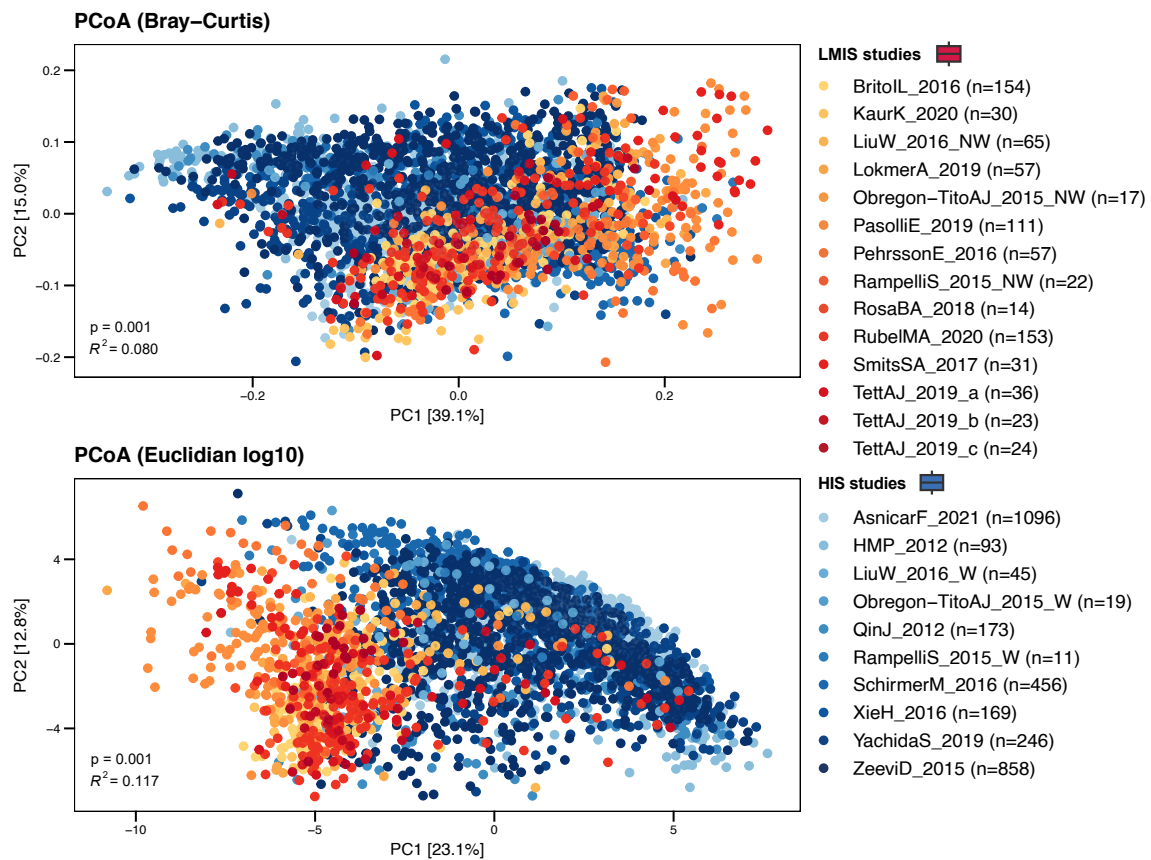 PCoA (Bray−Curtis)
0.2
0.1
0.0
−0.1
−0.2
PC2 [15.0%]
p = 0.001
R² = 0.080
−0.2
0.0
0.2
PC1 [39.1%]
PCoA (Euclidian log10)
4
0
−4
PC2 [12.8%]
p = 0.001
R² = 0.117
−10
−5
0
5
PC1 [23.1%]
LMIS studies
BritoIL_2016 (n=154)
KaurK_2020 (n=30)
LiuW_2016_NW (n=65)
LokmerA_2019 (n=57)
Obregon−TitoAJ_2015_NW (n=17)
PasolliE_2019 (n=111)
PehrssonE_2016 (n=57)
RampelliS_2015_NW (n=22)
RosaBA_2018 (n=14)
RubelMA_2020 (n=153)
SmitsSA_2017 (n=31)
TettAJ_2019_a (n=36)
TettAJ_2019_b (n=23)
TettAJ_2019_c (n=24)
HIS studies
AsnicarF_2021 (n=1096)
HMP_2012 (n=93)
LiuW_2016_W (n=45)
Obregon−TitoAJ_2015_W (n=19)
QinJ_2012 (n=173)
RampelliS_2015_W (n=11)
SchirmerM_2016 (n=456)
XieH_2016 (n=169)
YachidaS_2019 (n=246)
ZeeviD_2015 (n=858)